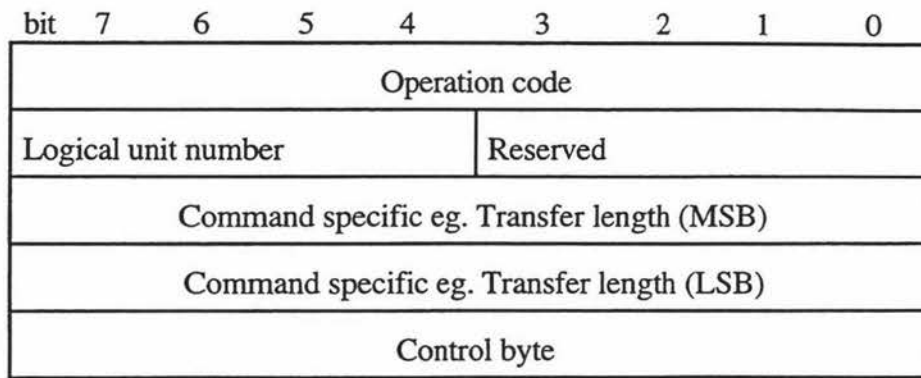 bit 7 6 5 4 3 2 1 0
Operation code
Logical unit number Reserved
Command specific eg. Transfer length (MSB)
Command specific eg. Transfer length (LSB)
Control byte